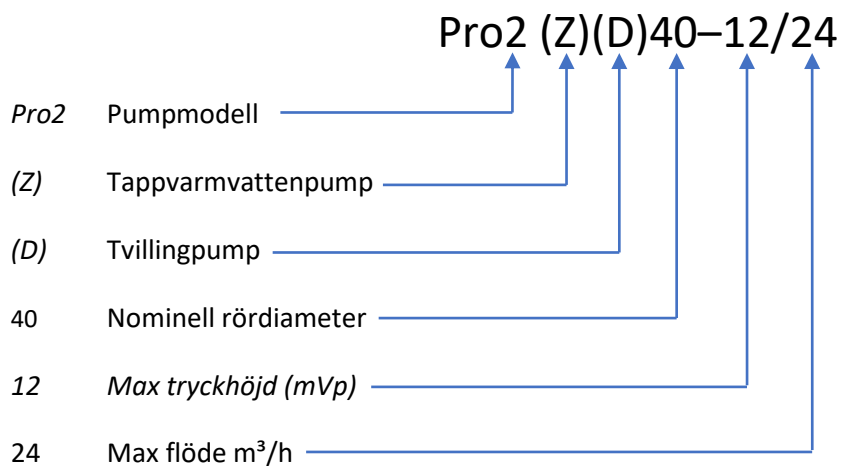 Pro2 (Z)(D)40–12/24
Pro2 Pumpmodell
(Z) Tappvarmvattenpump
(D) Tvillingpump
40 Nominell rördiameter
12 Max tryckhöjd (mVp)
24 Max flöde m³/h